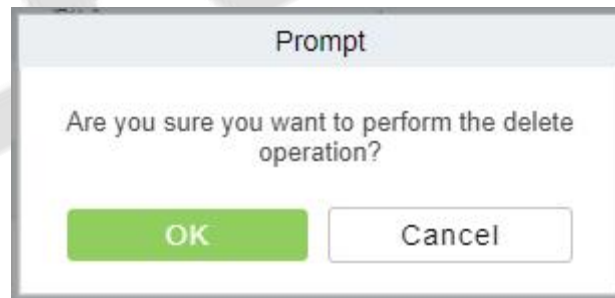 Prompt
Are you sure you want to perform the delete
operation?
OK
Cancel